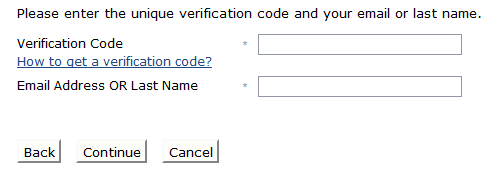 Please enter the unique verification code and your email or last name.
Verification Code *
How to get a verification code?
Email Address OR Last Name *
Back Continue Cancel